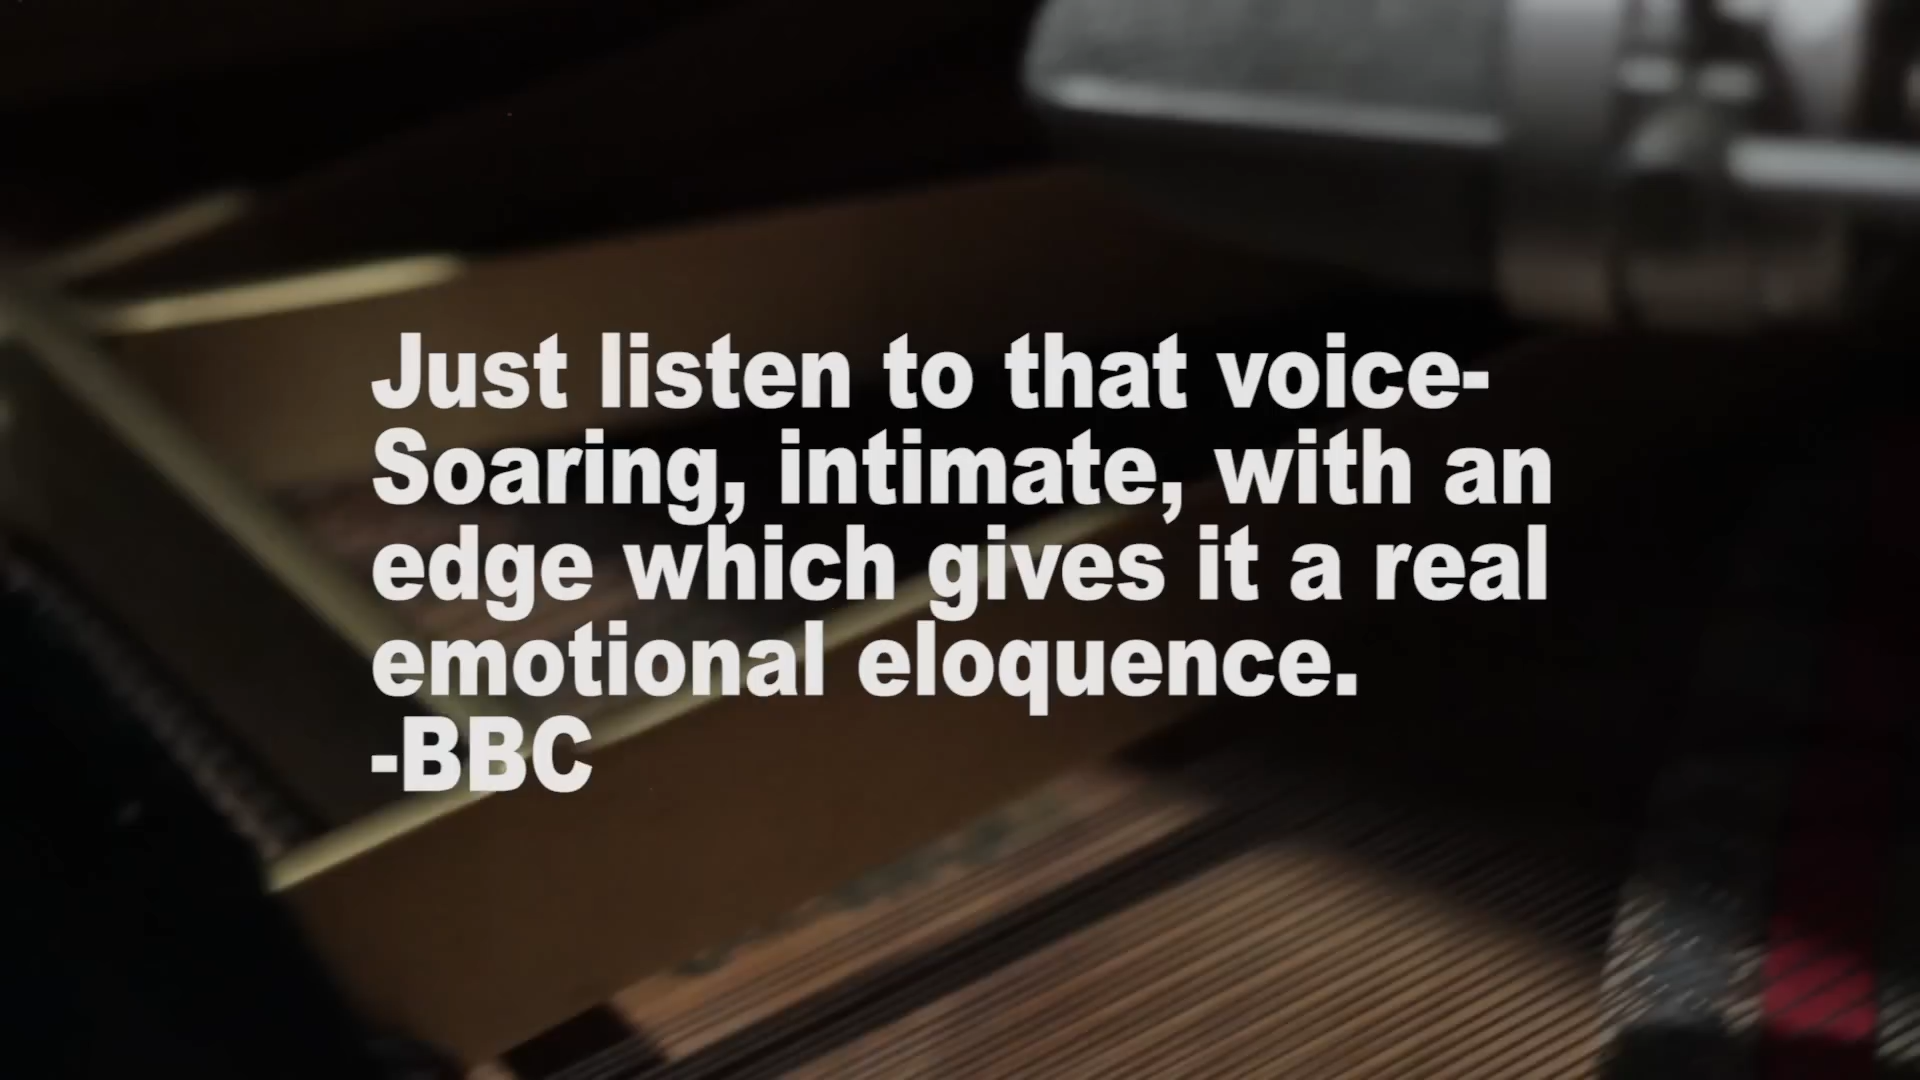 Just listen to that voice-
Soaring, intimate, with an
edge which gives it a real
emotional eloquence.
-BBC